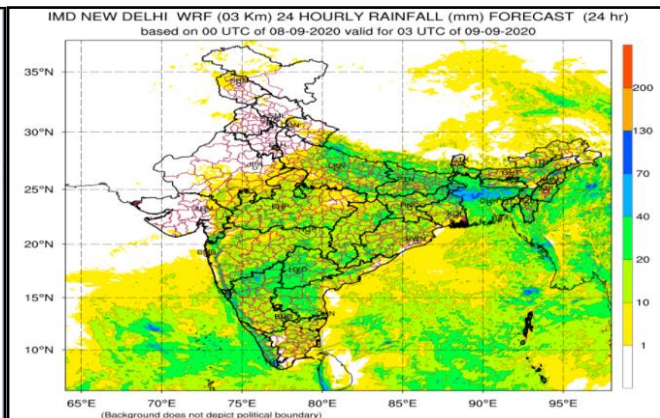 IMD NEW DELHI WRF (03 Km) 24 HOURLY RAINFALL (mm) FORECAST (24 hr)
based on 00 UTC of 08-09-2020 valid for 03 UTC of 09-09-2020
35°N
30°N
25°N
20°N
15°N
10°N
65°E
70°E
75°E
80°E
85°E
90°E
95°E
200
130
70
40
20
10
1
(Background does not depict political boundary)